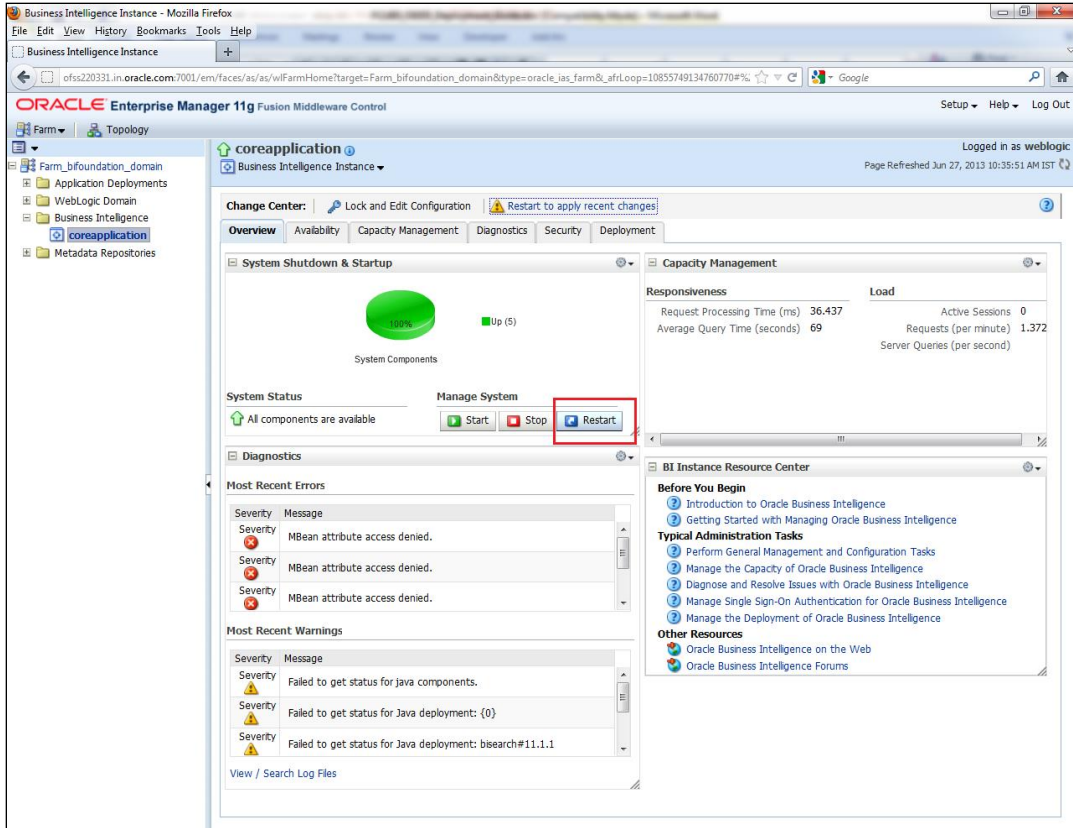 Business Intelligence Instance - Mozilla Firefox
File Edit View History Bookmarks Tools Help
Business Intelligence Instance +
ofss220331.in.oracle.com:7001/em/faces/as/as/wlFarmHome?target=Farm_bifoundation_domain&type=oracle_ias_farm&_afrLoop=10855749134760770#% Google
ORACLE Enterprise Manager 11g Fusion Middleware Control
Setup Help Log Out
Farm Topology
Farm_bifoundation_domain
Application Deployments
WebLogic Domain
Business Intelligence
coreapplication
Metadata Repositories
coreapplication
Business Intelligence Instance
Logged in as weblogic
Page Refreshed Jun 27, 2013 10:35:51 AM IST
Change Center: Lock and Edit Configuration Restart to apply recent changes
Overview Availability Capacity Management Diagnostics Security Deployment
System Shutdown & Startup
100%
Up (5)
System Components
System Status
All components are available
Manage System
Start Stop Restart
Diagnostics
Most Recent Errors
Severity Message
Severity MBean attribute access denied.
Severity MBean attribute access denied.
Severity MBean attribute access denied.
Most Recent Warnings
Severity Message
Severity Failed to get status for java components.
Severity Failed to get status for Java deployment: {0}
Severity Failed to get status for Java deployment: bisearch#11.1.1
View / Search Log Files
Capacity Management
Responsiveness
Request Processing Time (ms) 36.437
Average Query Time (seconds) 69
Load
Active Sessions 0
Requests (per minute) 1.372
Server Queries (per second)
BI Instance Resource Center
Before You Begin
Introduction to Oracle Business Intelligence
Getting Started with Managing Oracle Business Intelligence
Typical Administration Tasks
Perform General Management and Configuration Tasks
Manage the Capacity of Oracle Business Intelligence
Diagnose and Resolve Issues with Oracle Business Intelligence
Manage Single Sign-On Authentication for Oracle Business Intelligence
Manage the Deployment of Oracle Business Intelligence
Other Resources
Oracle Business Intelligence on the Web
Oracle Business Intelligence Forums